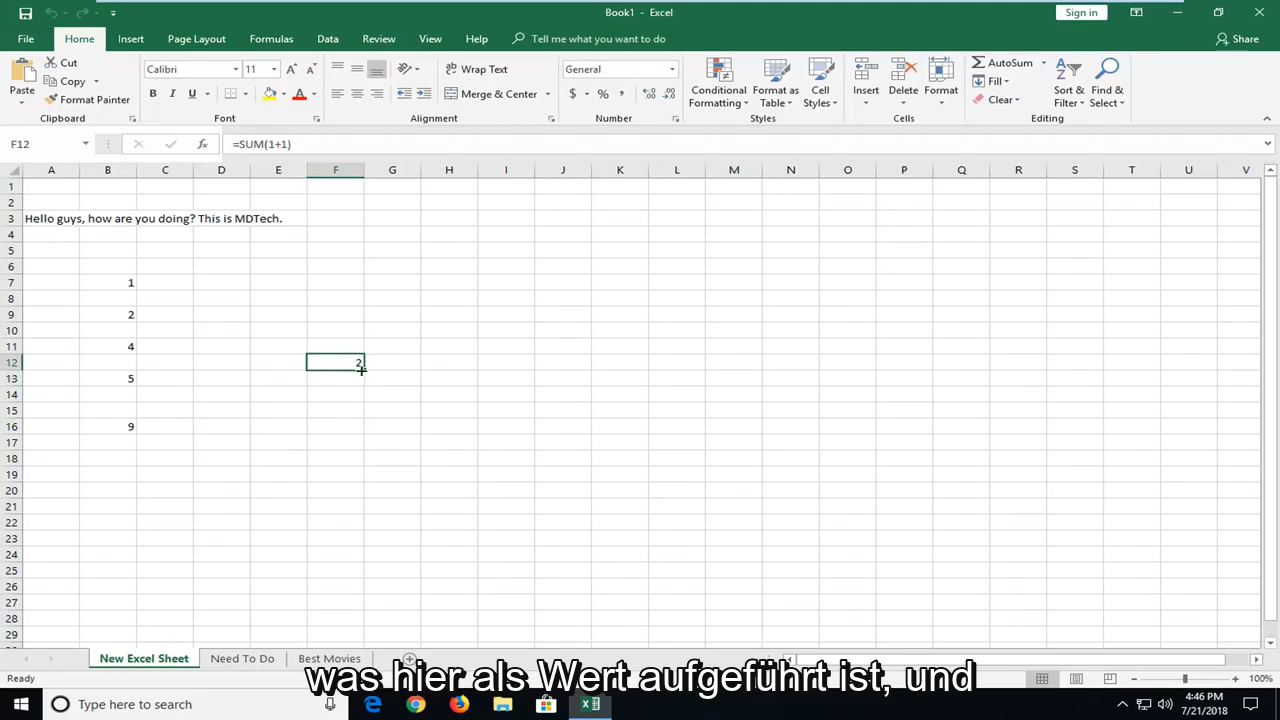 Book1 - Excel
Sign in
File Home Insert Page Layout Formulas Data Review View Help Tell me what you want to do Share
Cut
Copy
Format Painter
Paste
Clipboard
Calibri 11
B I U
Font
Wrap Text
Merge & Center
Alignment
General
$ % ,
Number
Conditional Formatting
Format as Table
Cell Styles
Styles
Insert Delete Format
Cells
AutoSum
Fill
Clear
Sort & Filter
Find & Select
Editing
F12 fx =SUM(1+1)
A B C D E F G H I J K L M N O P Q R S T U V
1
2
3 Hello guys, how are you doing? This is MDTech.
4
5
6
7 1
8
9 2
10
11 4
12 2
13 5
14
15
16 9
17
18
19
20
21
22
23
24
25
26
27
28
29
New Excel Sheet Need To Do Best Movies
was hier als Wert aufgeführt ist, und
Ready 100%
Type here to search
4:46 PM
7/21/2018